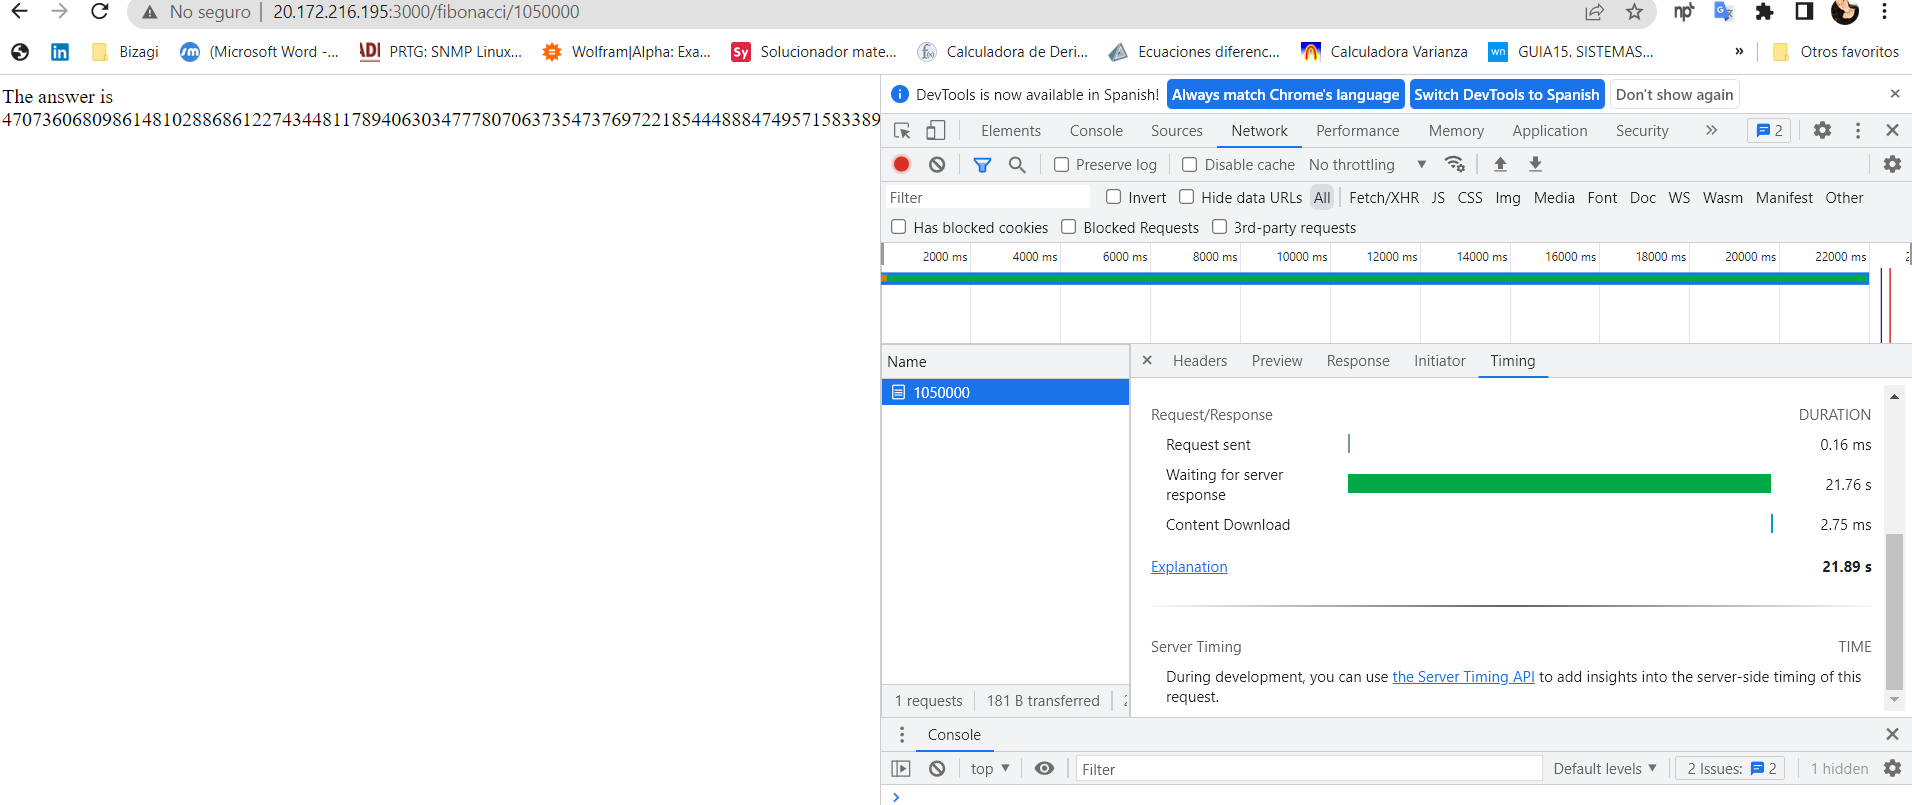 No seguro | 20.172.216.195:3000/fibonacci/1050000
Bizagi (Microsoft Word -... PRTG: SNMP Linux... Wolfram|Alpha: Exa... Sy Solucionador mate... f(x) Calculadora de Deri... Ecuaciones diferenc... Calculadora Varianza wn GUIA15. SISTEMAS... » Otros favoritos
The answer is
DevTools is now available in Spanish! Always match Chrome's language Switch DevTools to Spanish Don't show again
Elements Console Sources Network Performance Memory Application Security » 2
Preserve log Disable cache No throttling
Filter Invert Hide data URLs All Fetch/XHR JS CSS Img Media Font Doc WS Wasm Manifest Other
Has blocked cookies Blocked Requests 3rd-party requests
2000 ms 4000 ms 6000 ms 8000 ms 10000 ms 12000 ms 14000 ms 16000 ms 18000 ms 20000 ms 22000 ms
Name Headers Preview Response Initiator Timing
1050000
Request/Response DURATION
Request sent 0.16 ms
Waiting for server
response 21.76 s
Content Download 2.75 ms
Explanation 21.89 s
Server Timing TIME
During development, you can use the Server Timing API to add insights into the server-side timing of this
request.
1 requests 181 B transferred
Console
top Filter Default levels 2 Issues: 2 1 hidden